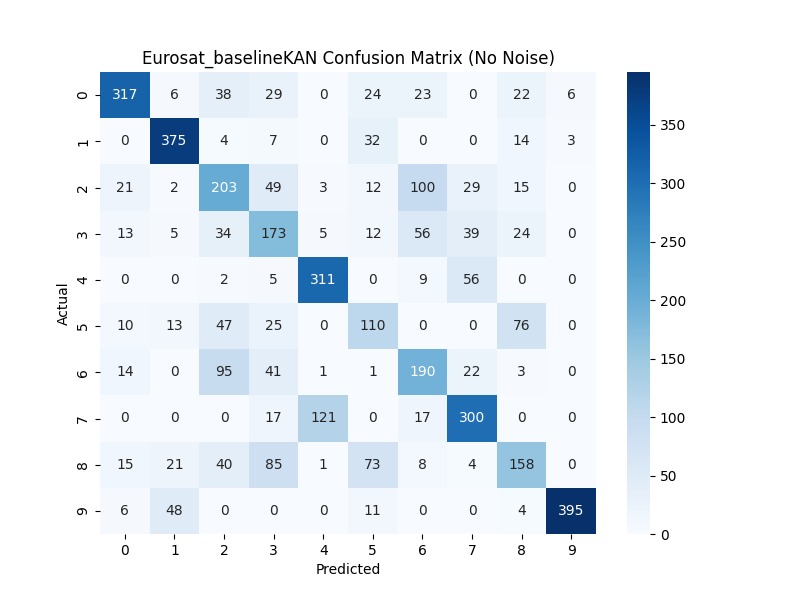 Eurosat_baselineKAN Confusion Matrix (No Noise)
0 317 6 38 29 0 24 23 0 22 6
1 0 375 4 7 0 32 0 0 14 3
2 21 2 203 49 3 12 100 29 15 0
3 13 5 34 173 5 12 56 39 24 0
4 0 0 2 5 311 0 9 56 0 0
5 10 13 47 25 0 110 0 0 76 0
6 14 0 95 41 1 1 190 22 3 0
7 0 0 0 17 121 0 17 300 0 0
8 15 21 40 85 1 73 8 4 158 0
9 6 48 0 0 0 11 0 0 4 395
0 1 2 3 4 5 6 7 8 9
Actual
Predicted
350
300
250
200
150
100
50
0